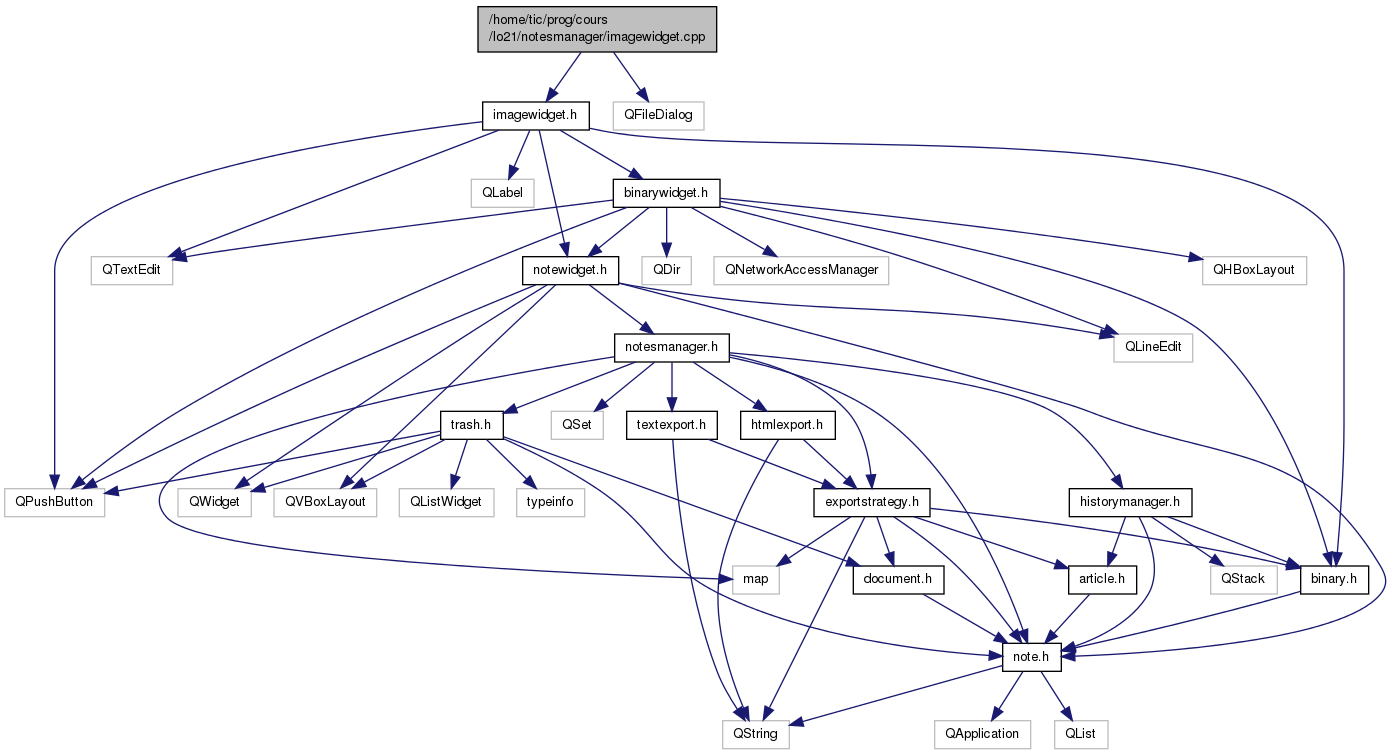 /home/tic/prog/cours
/lo21/notesmanager/imagewidget.cpp
imagewidget.h
QFileDialog
QLabel
binarywidget.h
QTextEdit
notewidget.h
QDir
QNetworkAccessManager
QHBoxLayout
notesmanager.h
QLineEdit
trash.h
QSet
textexport.h
htmlexport.h
QPushButton
QWidget
QVBoxLayout
QListWidget
typeinfo
exportstrategy.h
historymanager.h
map
document.h
article.h
QStack
binary.h
note.h
QString
QApplication
QList